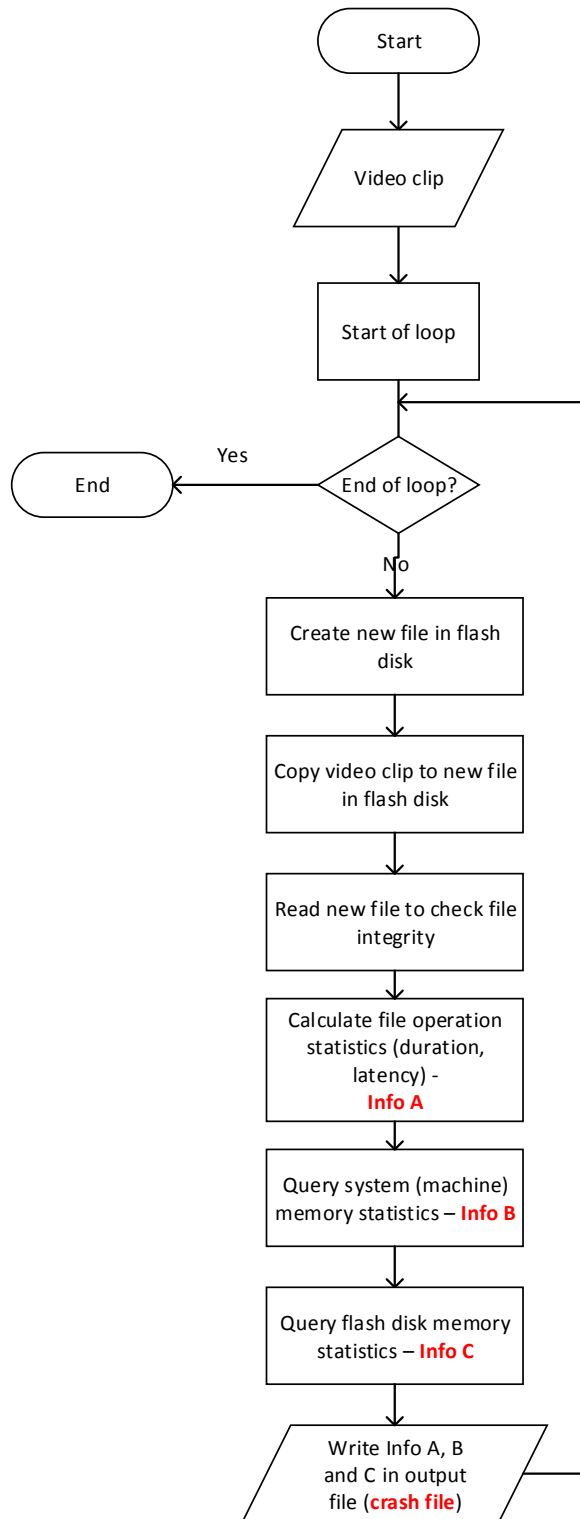 Start
Video clip
Start of loop
Yes
End
End of loop?
No
Create new file in flash
disk
Copy video clip to new file
in flash disk
Read new file to check file
integrity
Calculate file operation
statistics (duration,
latency) -
Info A
Query system (machine)
memory statistics – Info B
Query flash disk memory
statistics – Info C
Write Info A, B
and C in output
file (crash file)